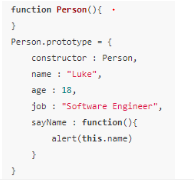 function Person(){
}
Person.prototype = {
constructor : Person,
name : "Luke",
age : 18,
job : "Software Engineer",
sayName : function(){
alert(this.name)
}
}